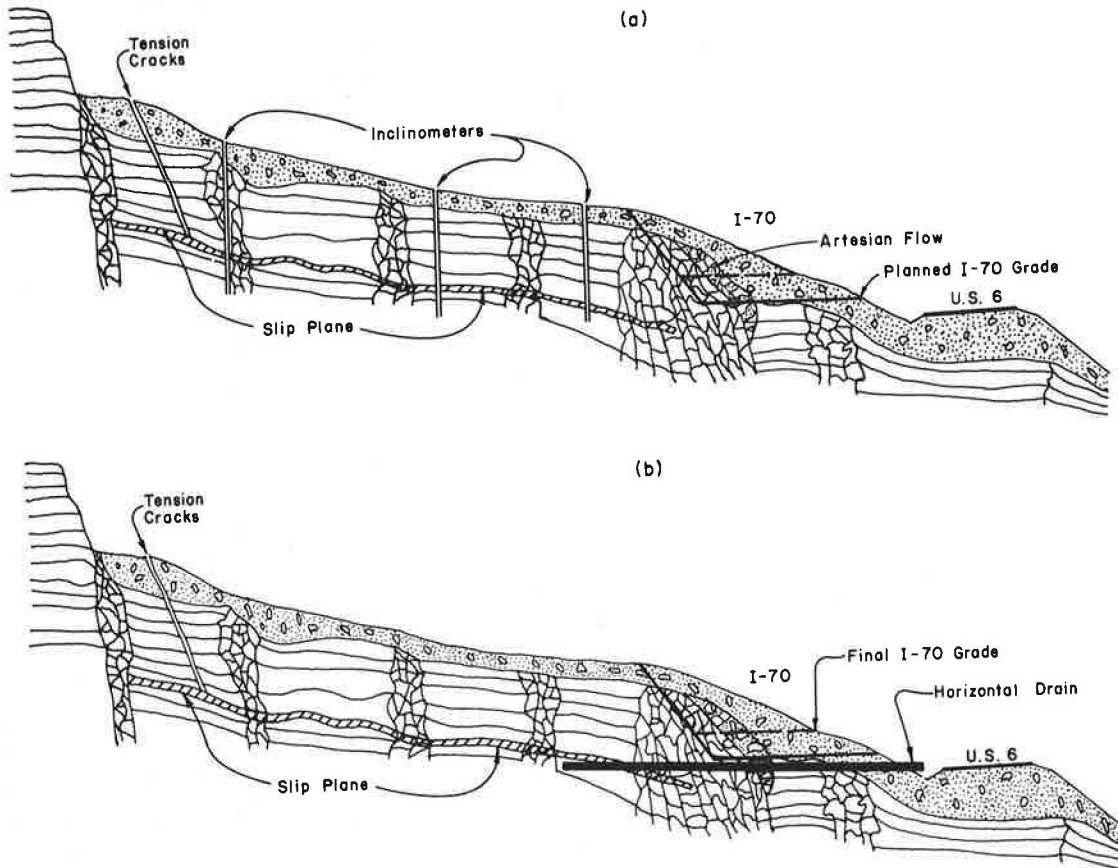 (a)
Tension
Cracks
Inclinometers
I-70
Artesian Flow
Planned I-70 Grade
U.S. 6
Slip Plane
(b)
Tension
Cracks
Final I-70 Grade
I-70
Horizontal Drain
U.S. 6
Slip Plane